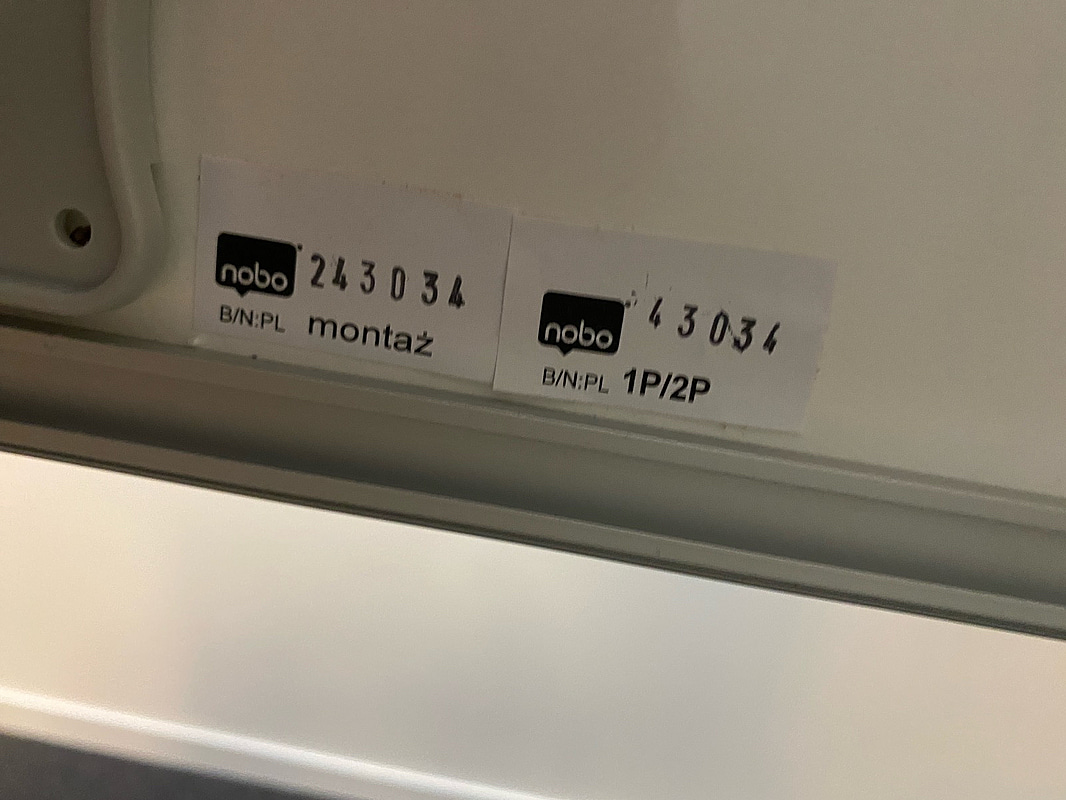 nobo 243034
B/N:PL montaż
nobo 43034
B/N:PL 1P/2P